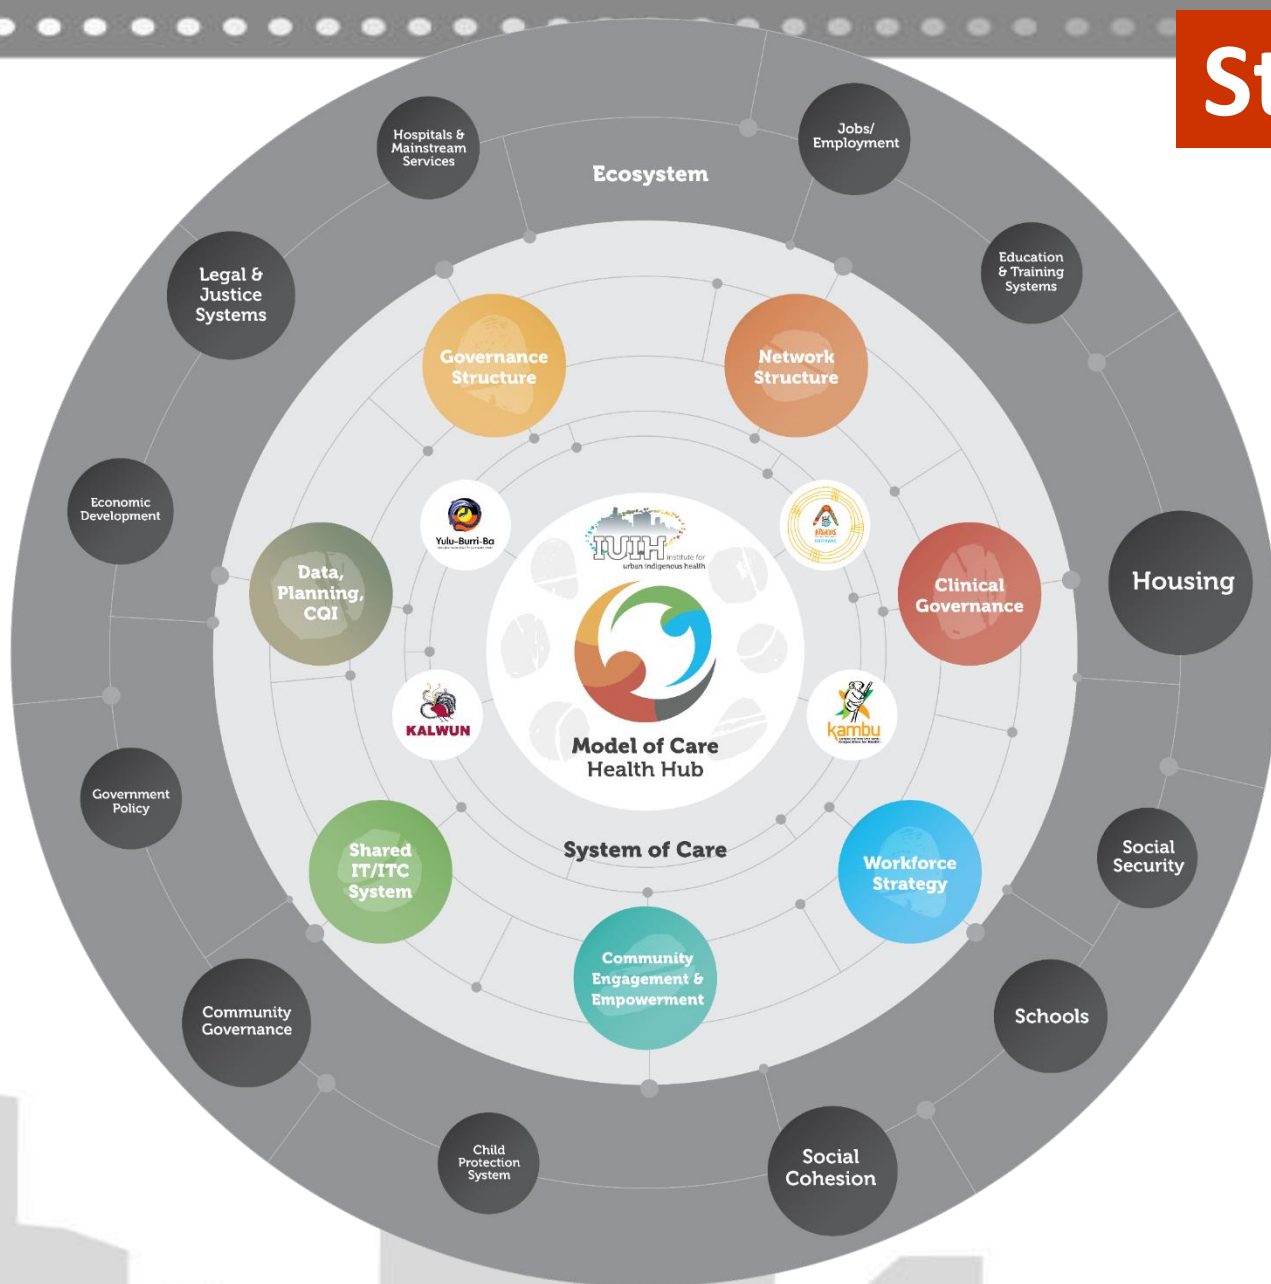 St
Hospitals &
Mainstream
Services
Jobs/
Employment
Ecosystem
Education
& Training
Systems
Legal &
Justice
Systems
Governance
Structure
Network
Structure
Economic
Development
Yulu-Burri-Ba
IUIH
institute for
urban indigenous health
Data,
Planning,
CQI
Clinical
Governance
Housing
KALWUN
kambu
Model of Care
Health Hub
Government
Policy
System of Care
Shared
IT/ITC
System
Workforce
Strategy
Social
Security
Community
Engagement &
Empowerment
Community
Governance
Schools
Child
Protection
System
Social
Cohesion